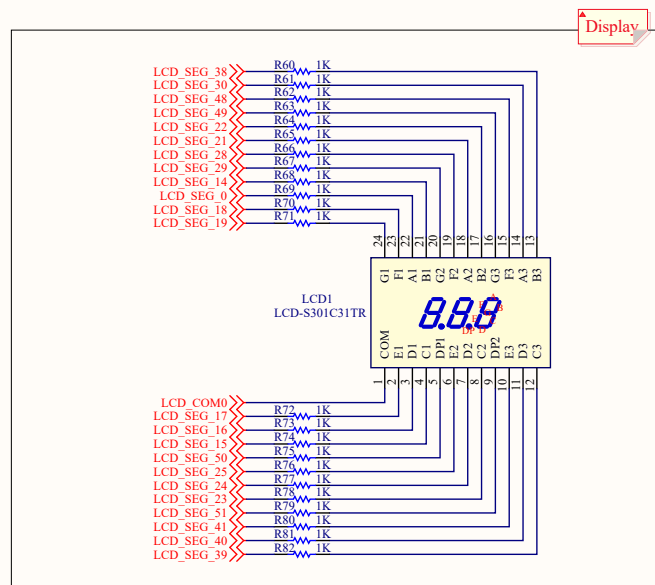 Display
LCD_SEG_38 R60 1K
LCD_SEG_30 R61 1K
LCD_SEG_48 R62 1K
LCD_SEG_49 R63 1K
LCD_SEG_22 R64 1K
LCD_SEG_21 R65 1K
LCD_SEG_28 R66 1K
LCD_SEG_29 R67 1K
LCD_SEG_14 R68 1K
LCD_SEG_0 R69 1K
LCD_SEG_18 R70 1K
LCD_SEG_19 R71 1K
24 23 22 21 20 19 18 17 16 15 14 13
G1 F1 A1 B1 G2 F2 A2 B2 G3 F3 A3 B3
LCD1
LCD-S301C31TR
8.8.8
COM E1 D1 C1 DP1 E2 D2 C2 DP2 E3 D3 C3
1 2 3 4 5 6 7 8 9 10 11 12
LCD_COM0
LCD_SEG_17 R72 1K
LCD_SEG_16 R73 1K
LCD_SEG_15 R74 1K
LCD_SEG_50 R75 1K
LCD_SEG_25 R76 1K
LCD_SEG_24 R77 1K
LCD_SEG_23 R78 1K
LCD_SEG_51 R79 1K
LCD_SEG_41 R80 1K
LCD_SEG_40 R81 1K
LCD_SEG_39 R82 1K